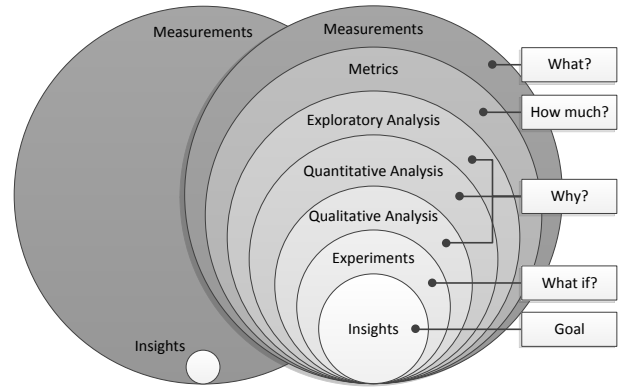 Measurements
Insights
Measurements
Metrics
Exploratory Analysis
Quantitative Analysis
Qualitative Analysis
Experiments
Insights
What?
How much?
Why?
What if?
Goal